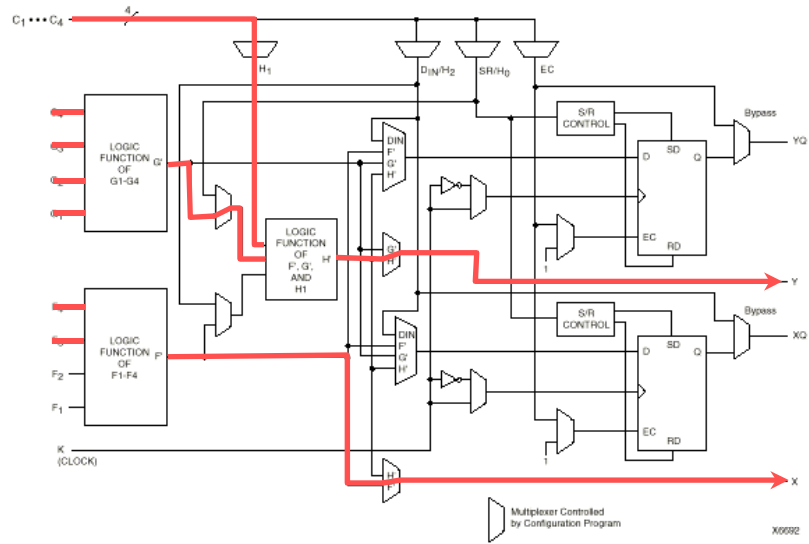 C1 ••• C4
4
H1
DIN/H2
SR/H0
EC
LOGIC
FUNCTION
OF
G1-G4
G'
DIN
F'
G'
H'
S/R
CONTROL
Bypass
D
SD
Q
YQ
EC
RD
1
LOGIC
FUNCTION
OF
F', G',
AND
H1
H'
G'
H'
Y
LOGIC
FUNCTION
OF
F1-F4
F'
F2
F1
DIN
F'
G'
H'
S/R
CONTROL
Bypass
D
SD
Q
XQ
EC
RD
1
K
(CLOCK)
H'
F'
X
Multiplexer Controlled
by Configuration Program
X6692